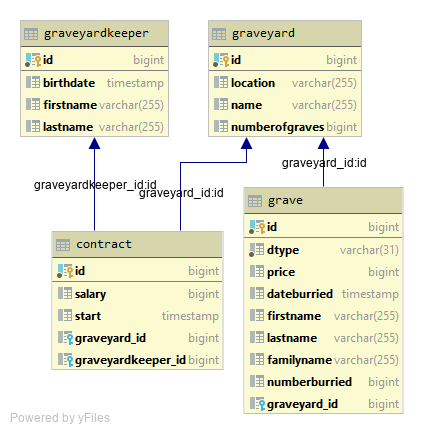 graveyardkeeper
id bigint
birthdate timestamp
firstname varchar(255)
lastname varchar(255)
graveyard
id bigint
location varchar(255)
name varchar(255)
numberofgraves bigint
graveyardkeeper_id:id
graveyard_id:id
graveyard_id:id
contract
id bigint
salary bigint
start timestamp
graveyard_id bigint
graveyardkeeper_id bigint
grave
id bigint
dtype varchar(31)
price bigint
dateburried timestamp
firstname varchar(255)
lastname varchar(255)
familyname varchar(255)
numberburried bigint
graveyard_id bigint
Powered by yFiles